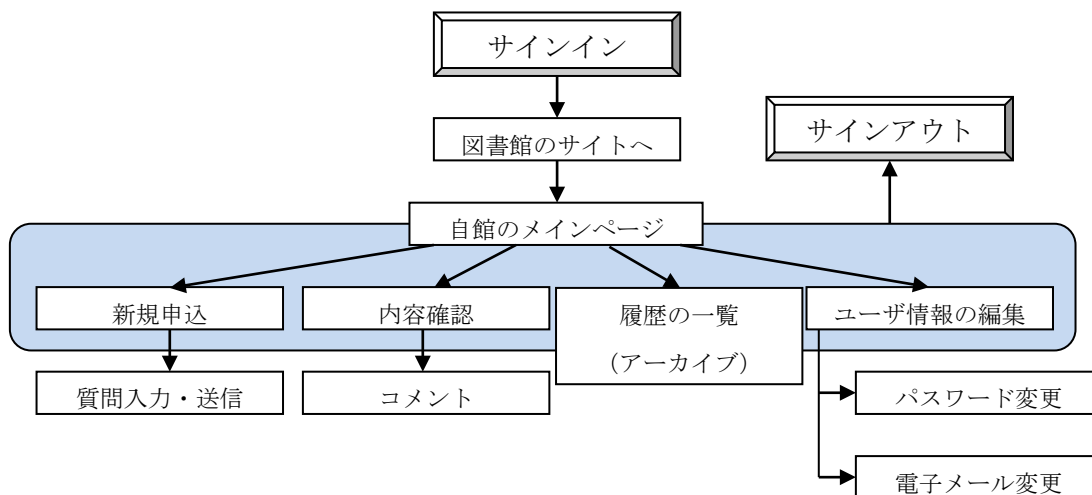 サインイン
サインアウト
図書館のサイトへ
自館のメインページ
新規申込
内容確認
履歴の一覧
(アーカイブ)
ユーザ情報の編集
質問入力・送信
コメント
パスワード変更
電子メール変更